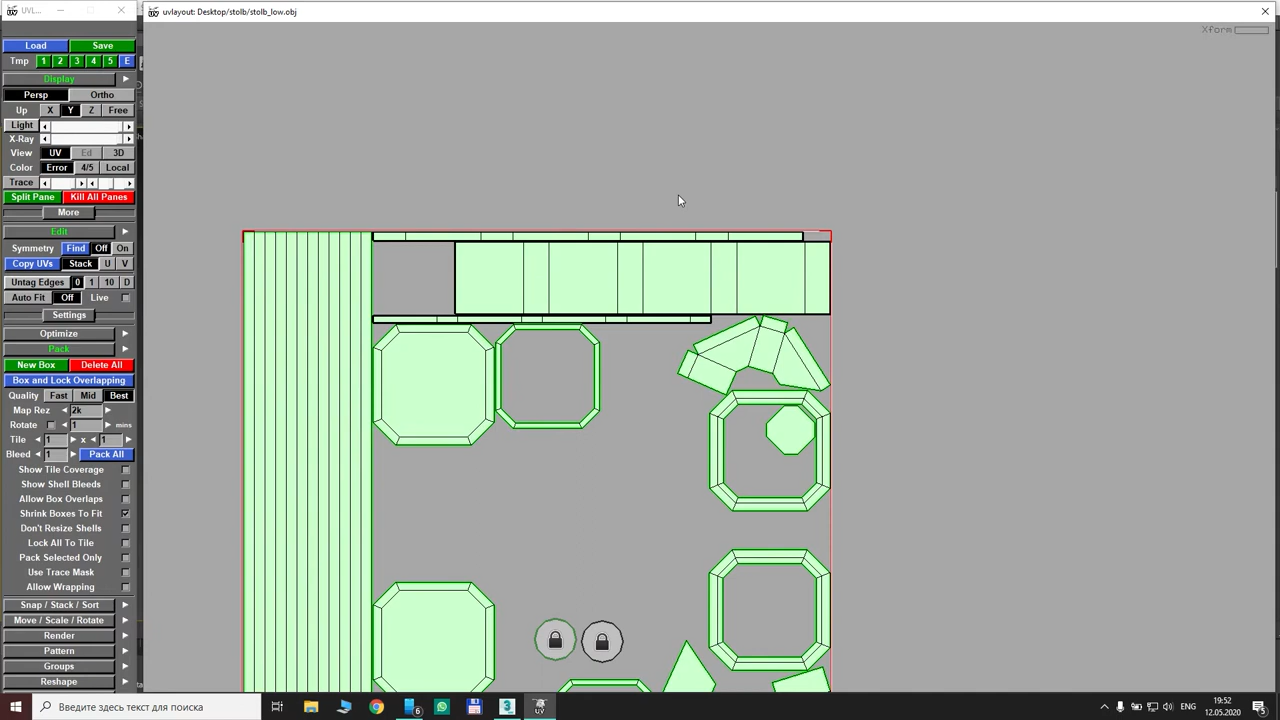 UVL...
uvlayout: Desktop/stolb/stolb_low.obj
Xform
Load Save
Tmp 1 2 3 4 5 E
Display
Persp Ortho
Up X Y Z Free
Light
X-Ray
View UV Ed 3D
Color Error 4/5 Local
Trace
Split Pane Kill All Panes
More
Edit
Symmetry Find Off On
Copy UVs Stack U V
Untag Edges 0 1 10 D
Auto Fit Off Live
Settings
Optimize
Pack
New Box Delete All
Box and Lock Overlapping
Quality Fast Mid Best
Map Rez 2k
Rotate 1 mins
Tile 1 x 1
Bleed 1 Pack All
Show Tile Coverage
Show Shell Bleeds
Allow Box Overlaps
Shrink Boxes To Fit
Don't Resize Shells
Lock All To Tile
Pack Selected Only
Use Trace Mask
Allow Wrapping
Snap / Stack / Sort
Move / Scale / Rotate
Render
Pattern
Groups
Reshape
Введите здесь текст для поиска
6
3
UV
ENG
19:52
12.05.2020
5